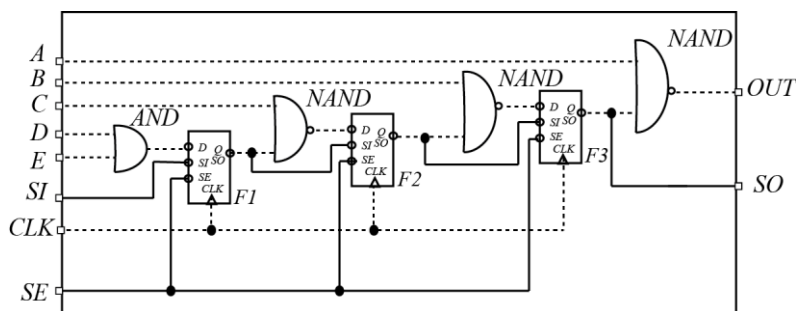 A
B
C
D
E
SI
CLK
SE
AND
NAND
NAND
NAND
D
SI
SE
Q
SO
CLK
F1
D
SI
SE
Q
SO
CLK
F2
D
SI
SE
Q
SO
CLK
F3
OUT
SO